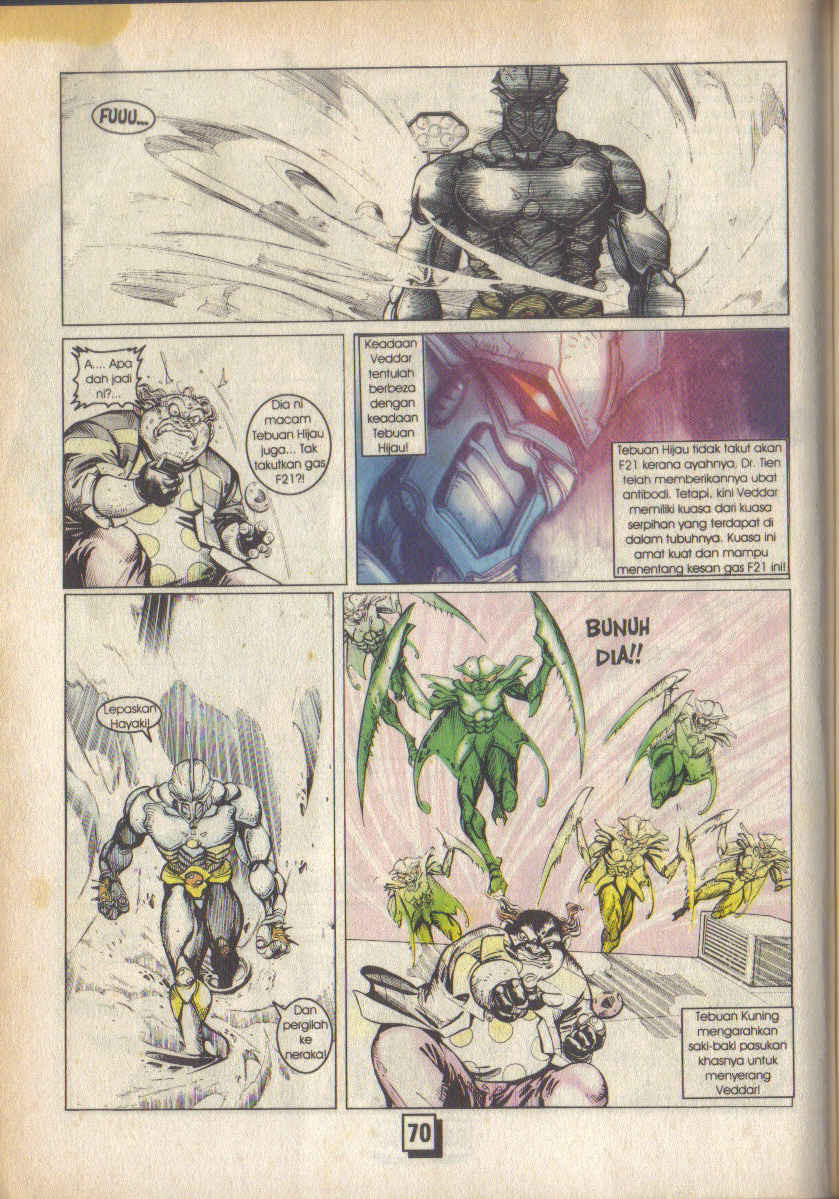 FUUU...
A.... Apa
dah jadi
ni?...
Dia ni
macam
Tebuan Hijau
juga... Tak
takutkan gas
F21?!
Keadaan
Veddar
tentulah
berbeza
dengan
keadaan
Tebuan
Hijau!
Tebuan Hijau tidak takut akan
F21 kerana ayahnya, Dr. Tien
telah memberikannya ubat
antibodi. Tetapi, kini Veddar
memiliki kuasa dari kuasa
serpihan yang terdapat di
dalam tubuhnya. Kuasa ini
amat kuat dan mampu
menentang kesan gas F21 ini!
Lepaskan
Hayaki!
Dan
pergilah
ke
neraka!
BUNUH
DIA!!
Tebuan Kuning
mengarahkan
saki-baki pasukan
khasnya untuk
menyerang
Veddar!
70